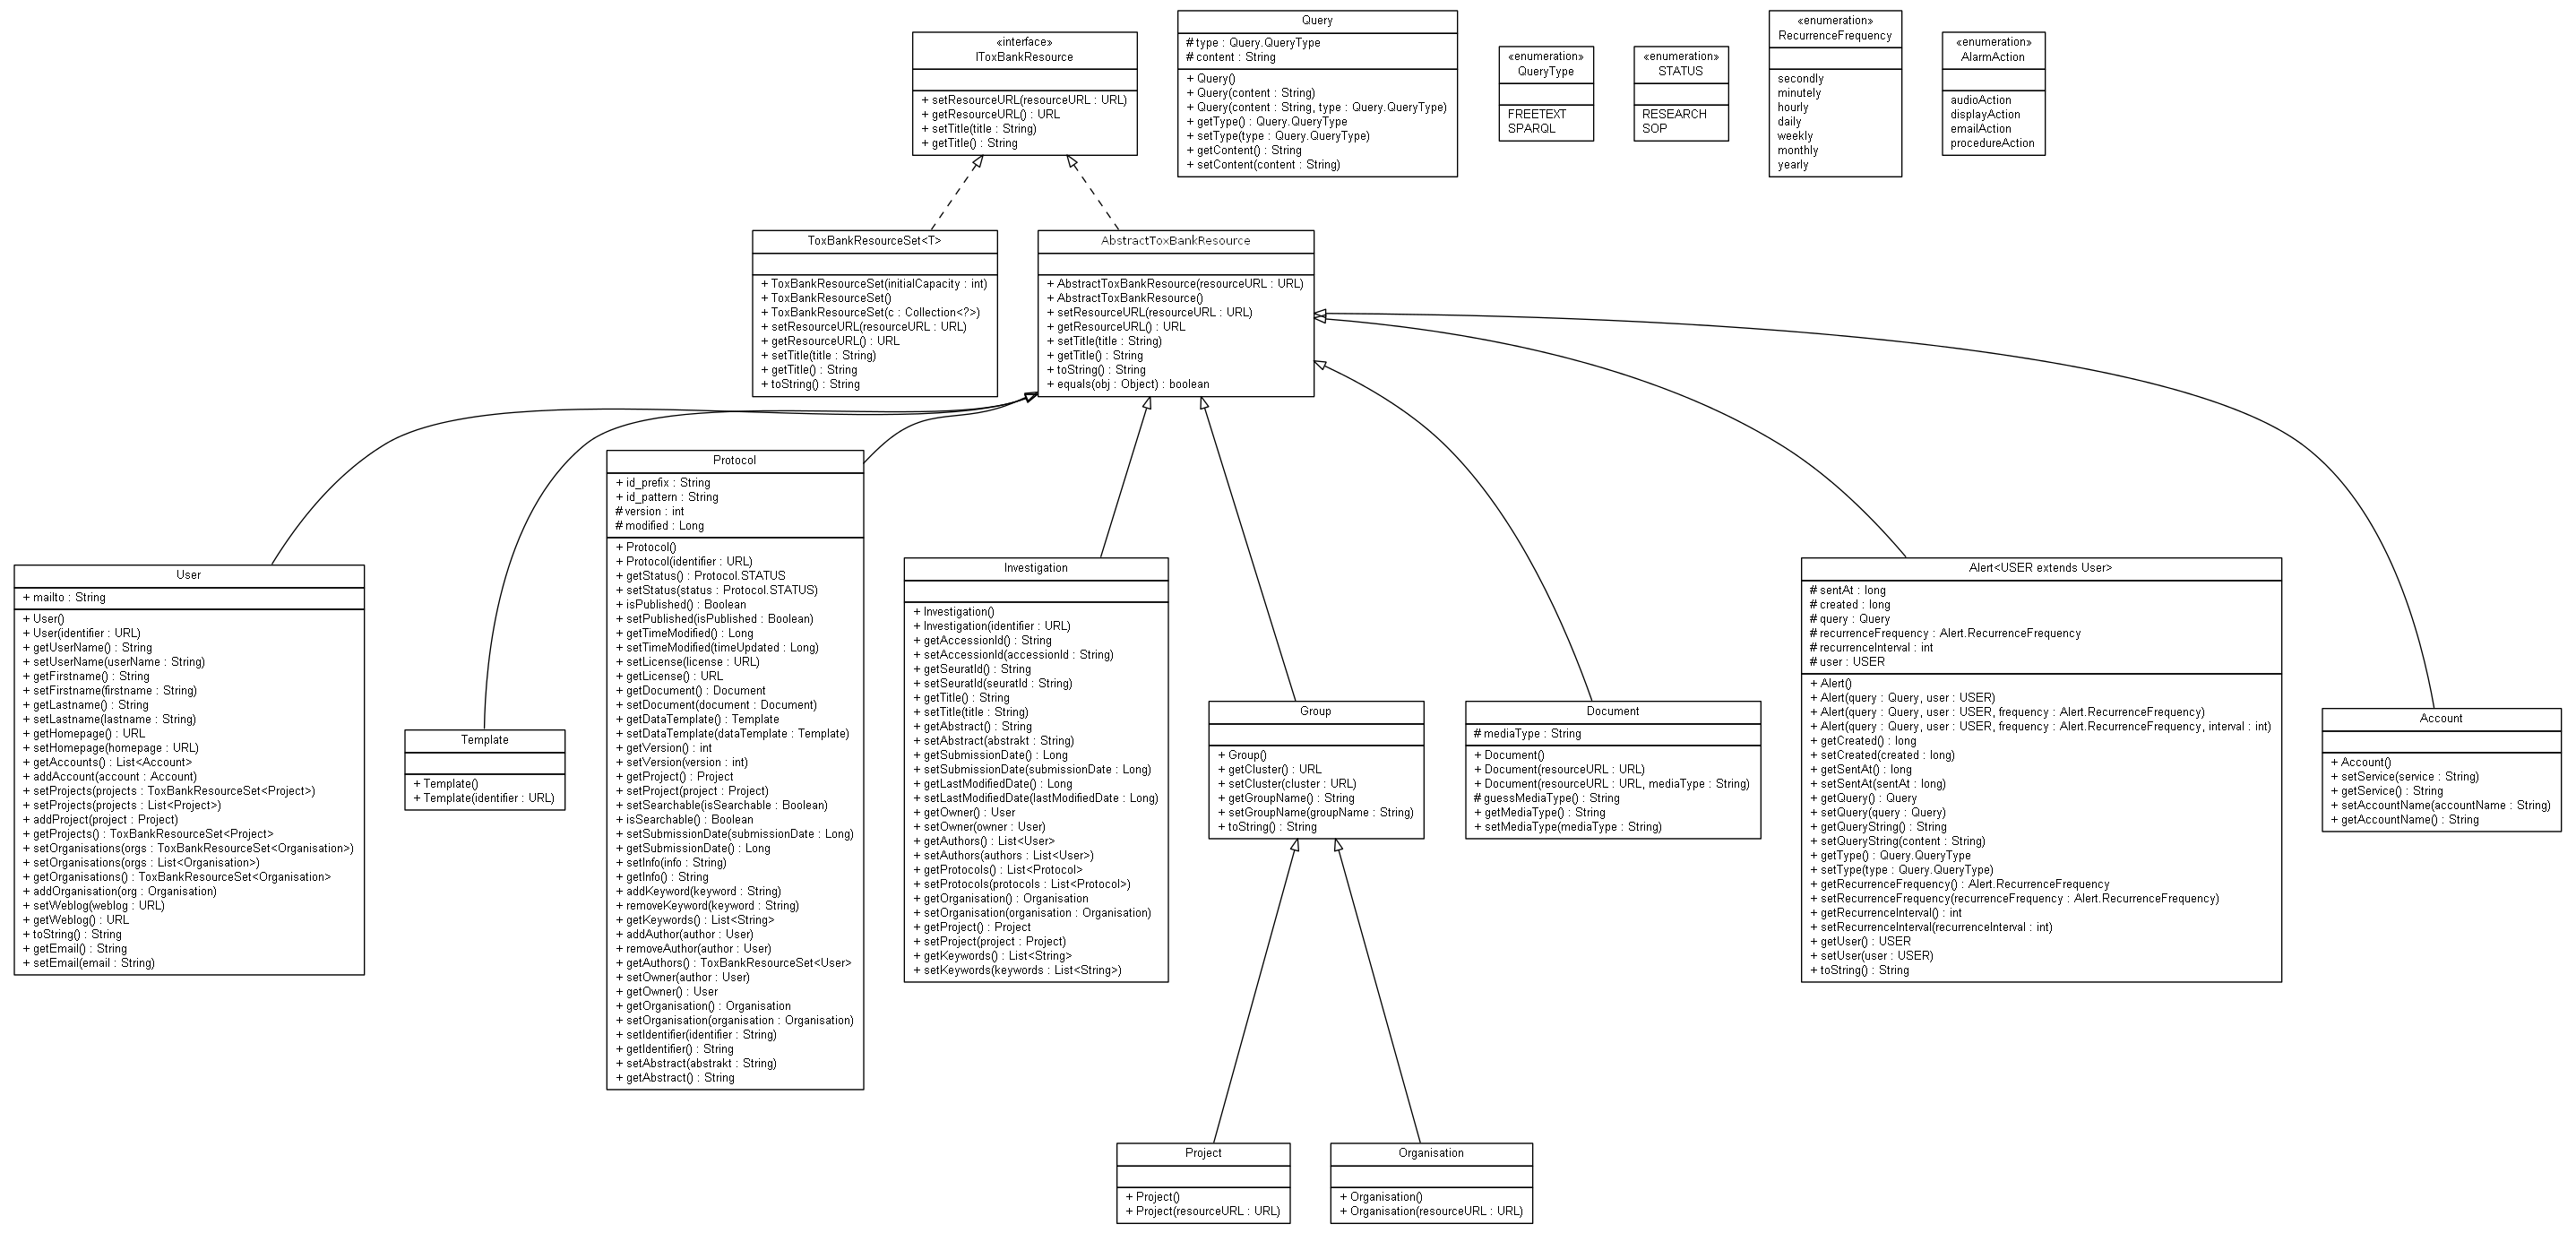 «interface»
IToxBankResource
+ setResourceURL(resourceURL : URL)
+ getResourceURL() : URL
+ setTitle(title : String)
+ getTitle() : String
Query
# type : Query.QueryType
# content : String
+ Query()
+ Query(content : String)
+ Query(content : String, type : Query.QueryType)
+ getType() : Query.QueryType
+ setType(type : Query.QueryType)
+ getContent() : String
+ setContent(content : String)
«enumeration»
QueryType
FREETEXT
SPARQL
«enumeration»
STATUS
RESEARCH
SOP
«enumeration»
RecurrenceFrequency
secondly
minutely
hourly
daily
weekly
monthly
yearly
«enumeration»
AlarmAction
audioAction
displayAction
emailAction
procedureAction
ToxBankResourceSet<T>
+ ToxBankResourceSet(initialCapacity : int)
+ ToxBankResourceSet()
+ ToxBankResourceSet(c : Collection<?>)
+ setResourceURL(resourceURL : URL)
+ getResourceURL() : URL
+ setTitle(title : String)
+ getTitle() : String
+ toString() : String
AbstractToxBankResource
+ AbstractToxBankResource(resourceURL : URL)
+ AbstractToxBankResource()
+ setResourceURL(resourceURL : URL)
+ getResourceURL() : URL
+ setTitle(title : String)
+ getTitle() : String
+ toString() : String
+ equals(obj : Object) : boolean
User
+ mailto : String
+ User()
+ User(identifier : URL)
+ getUserName() : String
+ setUserName(userName : String)
+ getFirstname() : String
+ setFirstname(firstname : String)
+ getLastname() : String
+ setLastname(lastname : String)
+ getHomepage() : URL
+ setHomepage(homepage : URL)
+ getAccounts() : List<Account>
+ addAccount(account : Account)
+ setProjects(projects : ToxBankResourceSet<Project>)
+ setProjects(projects : List<Project>)
+ addProject(project : Project)
+ getProjects() : ToxBankResourceSet<Project>
+ setOrganisations(orgs : ToxBankResourceSet<Organisation>)
+ setOrganisations(orgs : List<Organisation>)
+ getOrganisations() : ToxBankResourceSet<Organisation>
+ addOrganisation(org : Organisation)
+ setWeblog(weblog : URL)
+ getWeblog() : URL
+ toString() : String
+ getEmail() : String
+ setEmail(email : String)
Template
+ Template()
+ Template(identifier : URL)
Protocol
+ id_prefix : String
+ id_pattern : String
# version : int
# modified : Long
+ Protocol()
+ Protocol(identifier : URL)
+ getStatus() : Protocol.STATUS
+ setStatus(status : Protocol.STATUS)
+ isPublished() : Boolean
+ setPublished(isPublished : Boolean)
+ getTimeModified() : Long
+ setTimeModified(timeUpdated : Long)
+ setLicense(license : URL)
+ getLicense() : URL
+ getDocument() : Document
+ setDocument(document : Document)
+ getDataTemplate() : Template
+ setDataTemplate(dataTemplate : Template)
+ getVersion() : int
+ setVersion(version : int)
+ getProject() : Project
+ setProject(project : Project)
+ setSearchable(isSearchable : Boolean)
+ isSearchable() : Boolean
+ setSubmissionDate(submissionDate : Long)
+ getSubmissionDate() : Long
+ setInfo(info : String)
+ getInfo() : String
+ addKeyword(keyword : String)
+ removeKeyword(keyword : String)
+ getKeywords() : List<String>
+ addAuthor(author : User)
+ removeAuthor(author : User)
+ getAuthors() : ToxBankResourceSet<User>
+ setOwner(author : User)
+ getOwner() : User
+ getOrganisation() : Organisation
+ setOrganisation(organisation : Organisation)
+ setIdentifier(identifier : String)
+ getIdentifier() : String
+ setAbstract(abstrakt : String)
+ getAbstract() : String
Investigation
+ Investigation()
+ Investigation(identifier : URL)
+ getAccessionId() : String
+ setAccessionId(accessionId : String)
+ getSeuratId() : String
+ setSeuratId(seuratId : String)
+ getTitle() : String
+ setTitle(title : String)
+ getAbstract() : String
+ setAbstract(abstrakt : String)
+ getSubmissionDate() : Long
+ setSubmissionDate(submissionDate : Long)
+ getLastModifiedDate() : Long
+ setLastModifiedDate(lastModifiedDate : Long)
+ getOwner() : User
+ setOwner(owner : User)
+ getAuthors() : List<User>
+ setAuthors(authors : List<User>)
+ getProtocols() : List<Protocol>
+ setProtocols(protocols : List<Protocol>)
+ getOrganisation() : Organisation
+ setOrganisation(organisation : Organisation)
+ getProject() : Project
+ setProject(project : Project)
+ getKeywords() : List<String>
+ setKeywords(keywords : List<String>)
Group
+ Group()
+ getCluster() : URL
+ setCluster(cluster : URL)
+ getGroupName() : String
+ setGroupName(groupName : String)
+ toString() : String
Document
# mediaType : String
+ Document()
+ Document(resourceURL : URL)
+ Document(resourceURL : URL, mediaType : String)
# guessMediaType() : String
+ getMediaType() : String
+ setMediaType(mediaType : String)
Alert<USER extends User>
# sentAt : long
# created : long
# query : Query
# recurrenceFrequency : Alert.RecurrenceFrequency
# recurrenceInterval : int
# user : USER
+ Alert()
+ Alert(query : Query, user : USER)
+ Alert(query : Query, user : USER, frequency : Alert.RecurrenceFrequency)
+ Alert(query : Query, user : USER, frequency : Alert.RecurrenceFrequency, interval : int)
+ getCreated() : long
+ setCreated(created : long)
+ getSentAt() : long
+ setSentAt(sentAt : long)
+ getQuery() : Query
+ setQuery(query : Query)
+ getQueryString() : String
+ setQueryString(content : String)
+ getType() : Query.QueryType
+ setType(type : Query.QueryType)
+ getRecurrenceFrequency() : Alert.RecurrenceFrequency
+ setRecurrenceFrequency(recurrenceFrequency : Alert.RecurrenceFrequency)
+ getRecurrenceInterval() : int
+ setRecurrenceInterval(recurrenceInterval : int)
+ getUser() : USER
+ setUser(user : USER)
+ toString() : String
Account
+ Account()
+ setService(service : String)
+ getService() : String
+ setAccountName(accountName : String)
+ getAccountName() : String
Project
+ Project()
+ Project(resourceURL : URL)
Organisation
+ Organisation()
+ Organisation(resourceURL : URL)